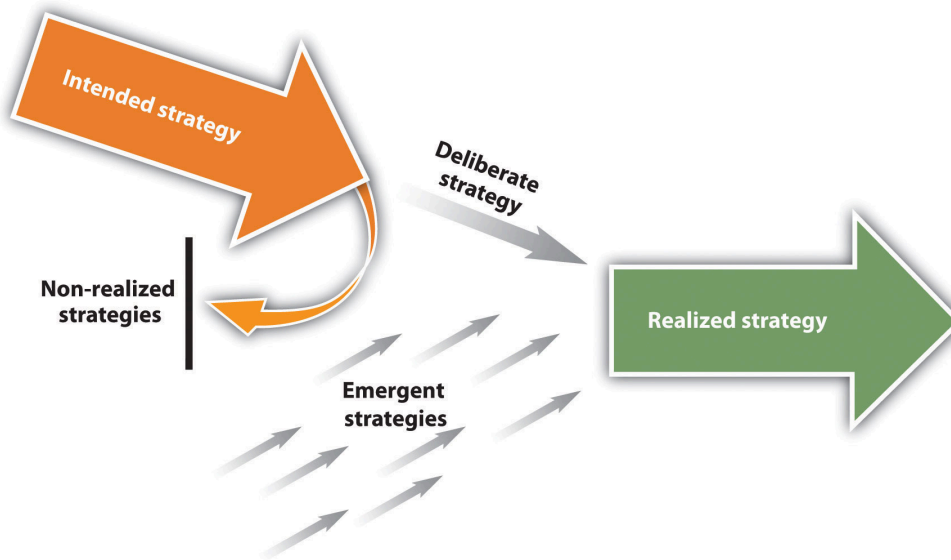 Intended strategy
Deliberate
strategy
Non-realized
strategies
Realized strategy
Emergent
strategies